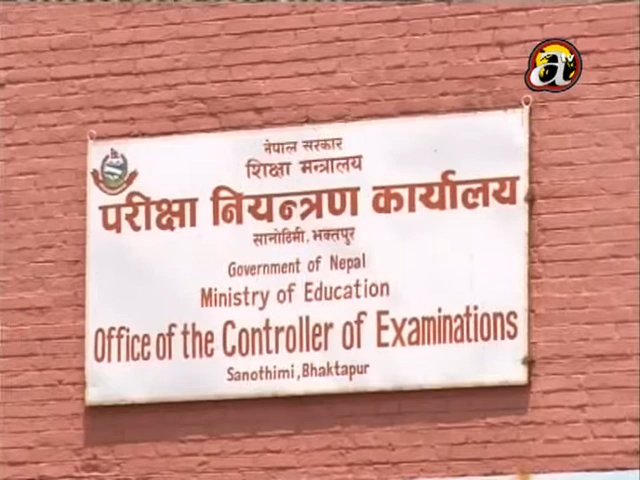 नेपाल सरकार
शिक्षा मन्त्रालय
परीक्षा नियन्त्रण कार्यालय
सानोठिमी, भक्तपुर
Government of Nepal
Ministry of Education
Office of the Controller of Examinations
Sanothimi, Bhaktapur
a tv